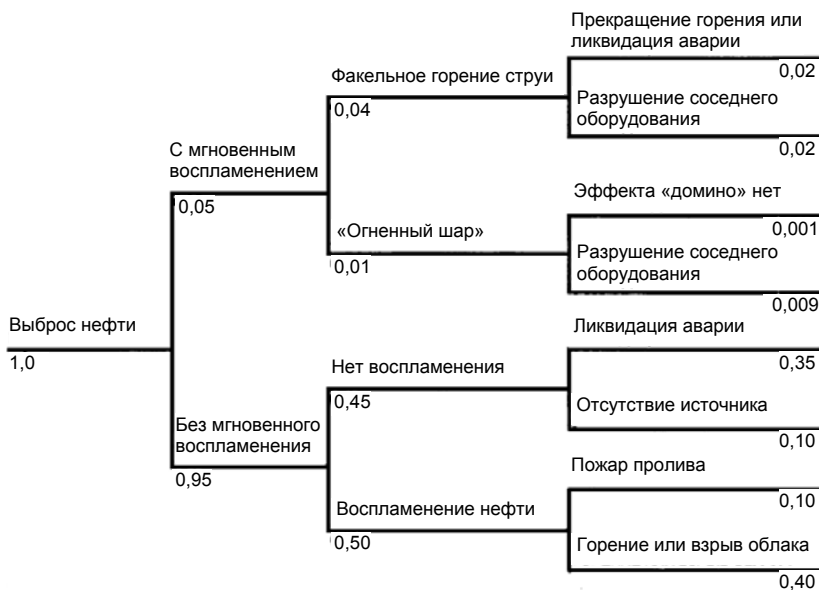 Прекращение горения или
ликвидация аварии
0,02
Факельное горение струи
0,04
Разрушение соседнего
оборудования
0,02
С мгновенным
воспламенением
0,05
Эффекта «домино» нет
0,001
«Огненный шар»
0,01
Разрушение соседнего
оборудования
0,009
Выброс нефти
1,0
Ликвидация аварии
0,35
Нет воспламенения
0,45
Отсутствие источника
0,10
Без мгновенного
воспламенения
0,95
Пожар пролива
0,10
Воспламенение нефти
0,50
Горение или взрыв облака
0,40